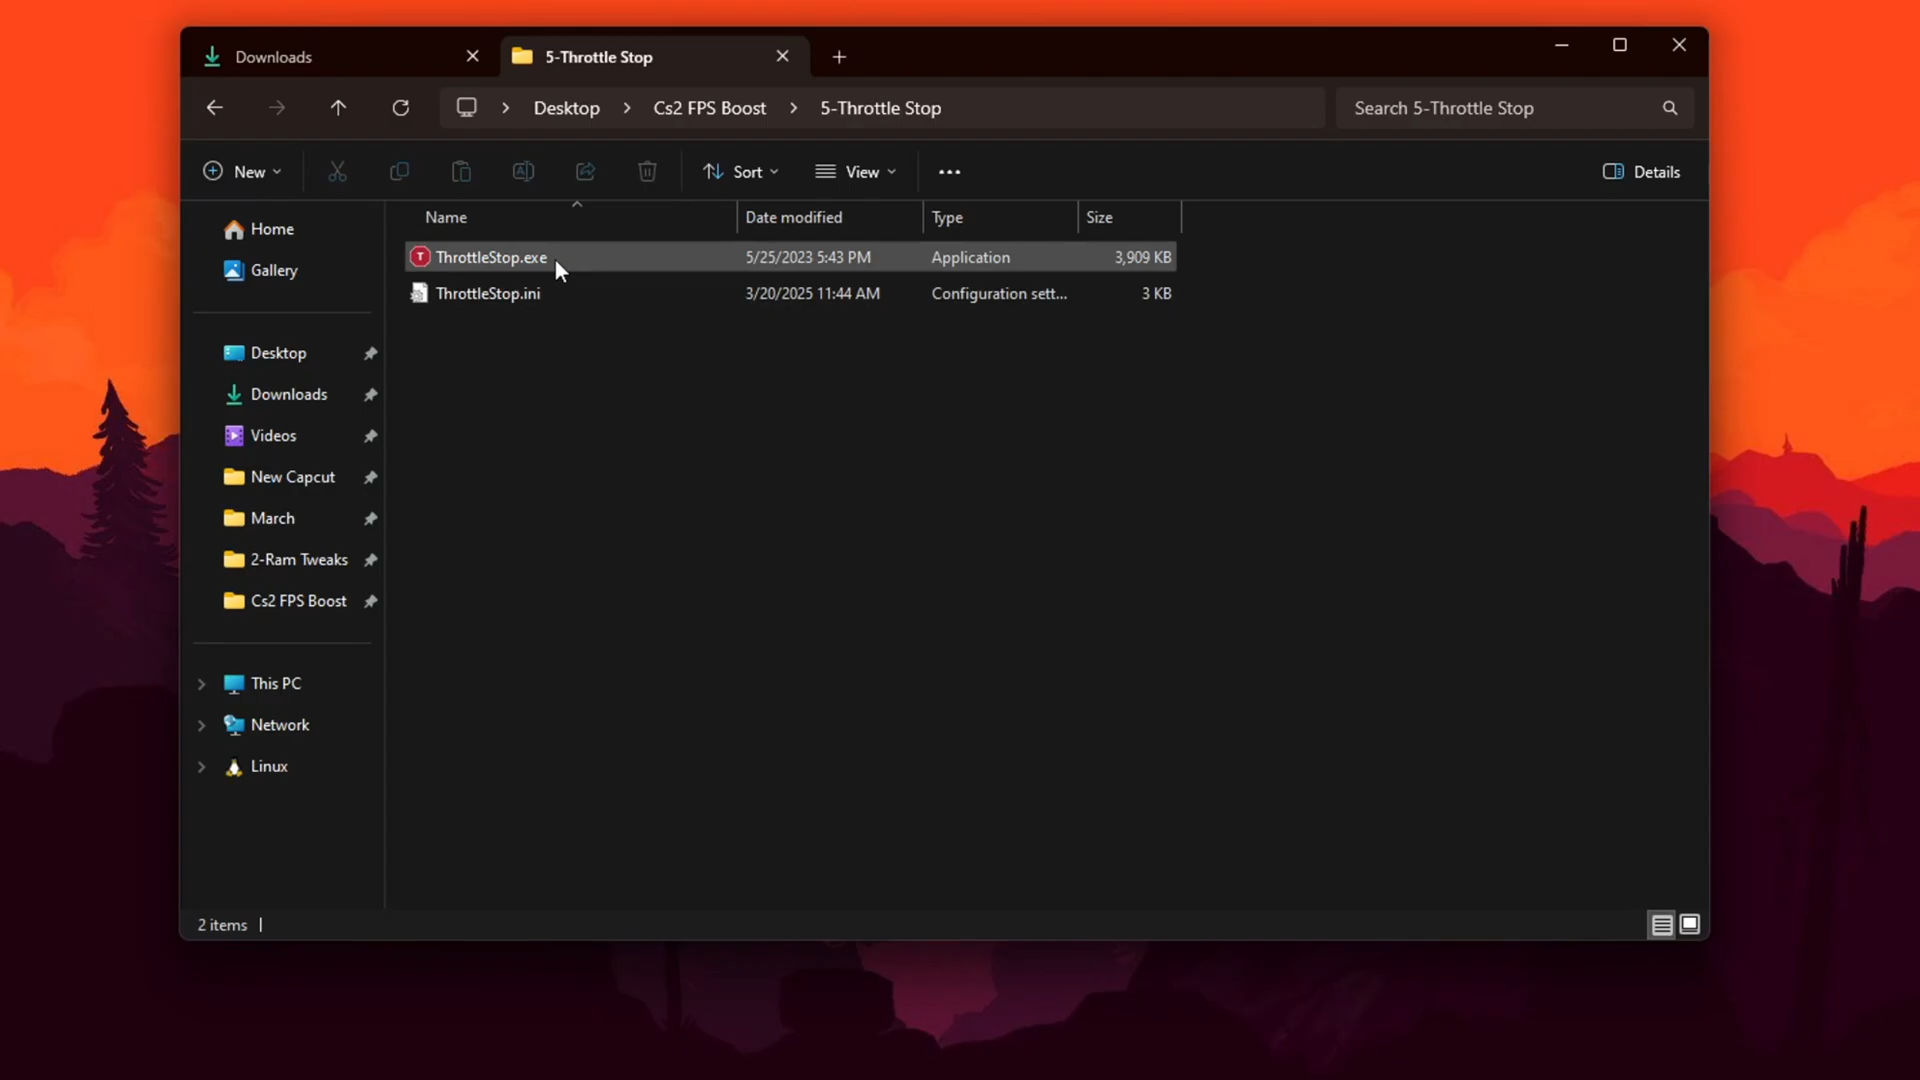 Downloads
5-Throttle Stop
Desktop
Cs2 FPS Boost
5-Throttle Stop
Search 5-Throttle Stop
New
Sort
View
Details
Name
Date modified
Type
Size
ThrottleStop.exe
5/25/2023 5:43 PM
Application
3,909 KB
ThrottleStop.ini
3/20/2025 11:44 AM
Configuration sett...
3 KB
Home
Gallery
Desktop
Downloads
Videos
New Capcut
March
2-Ram Tweaks
Cs2 FPS Boost
This PC
Network
Linux
2 items